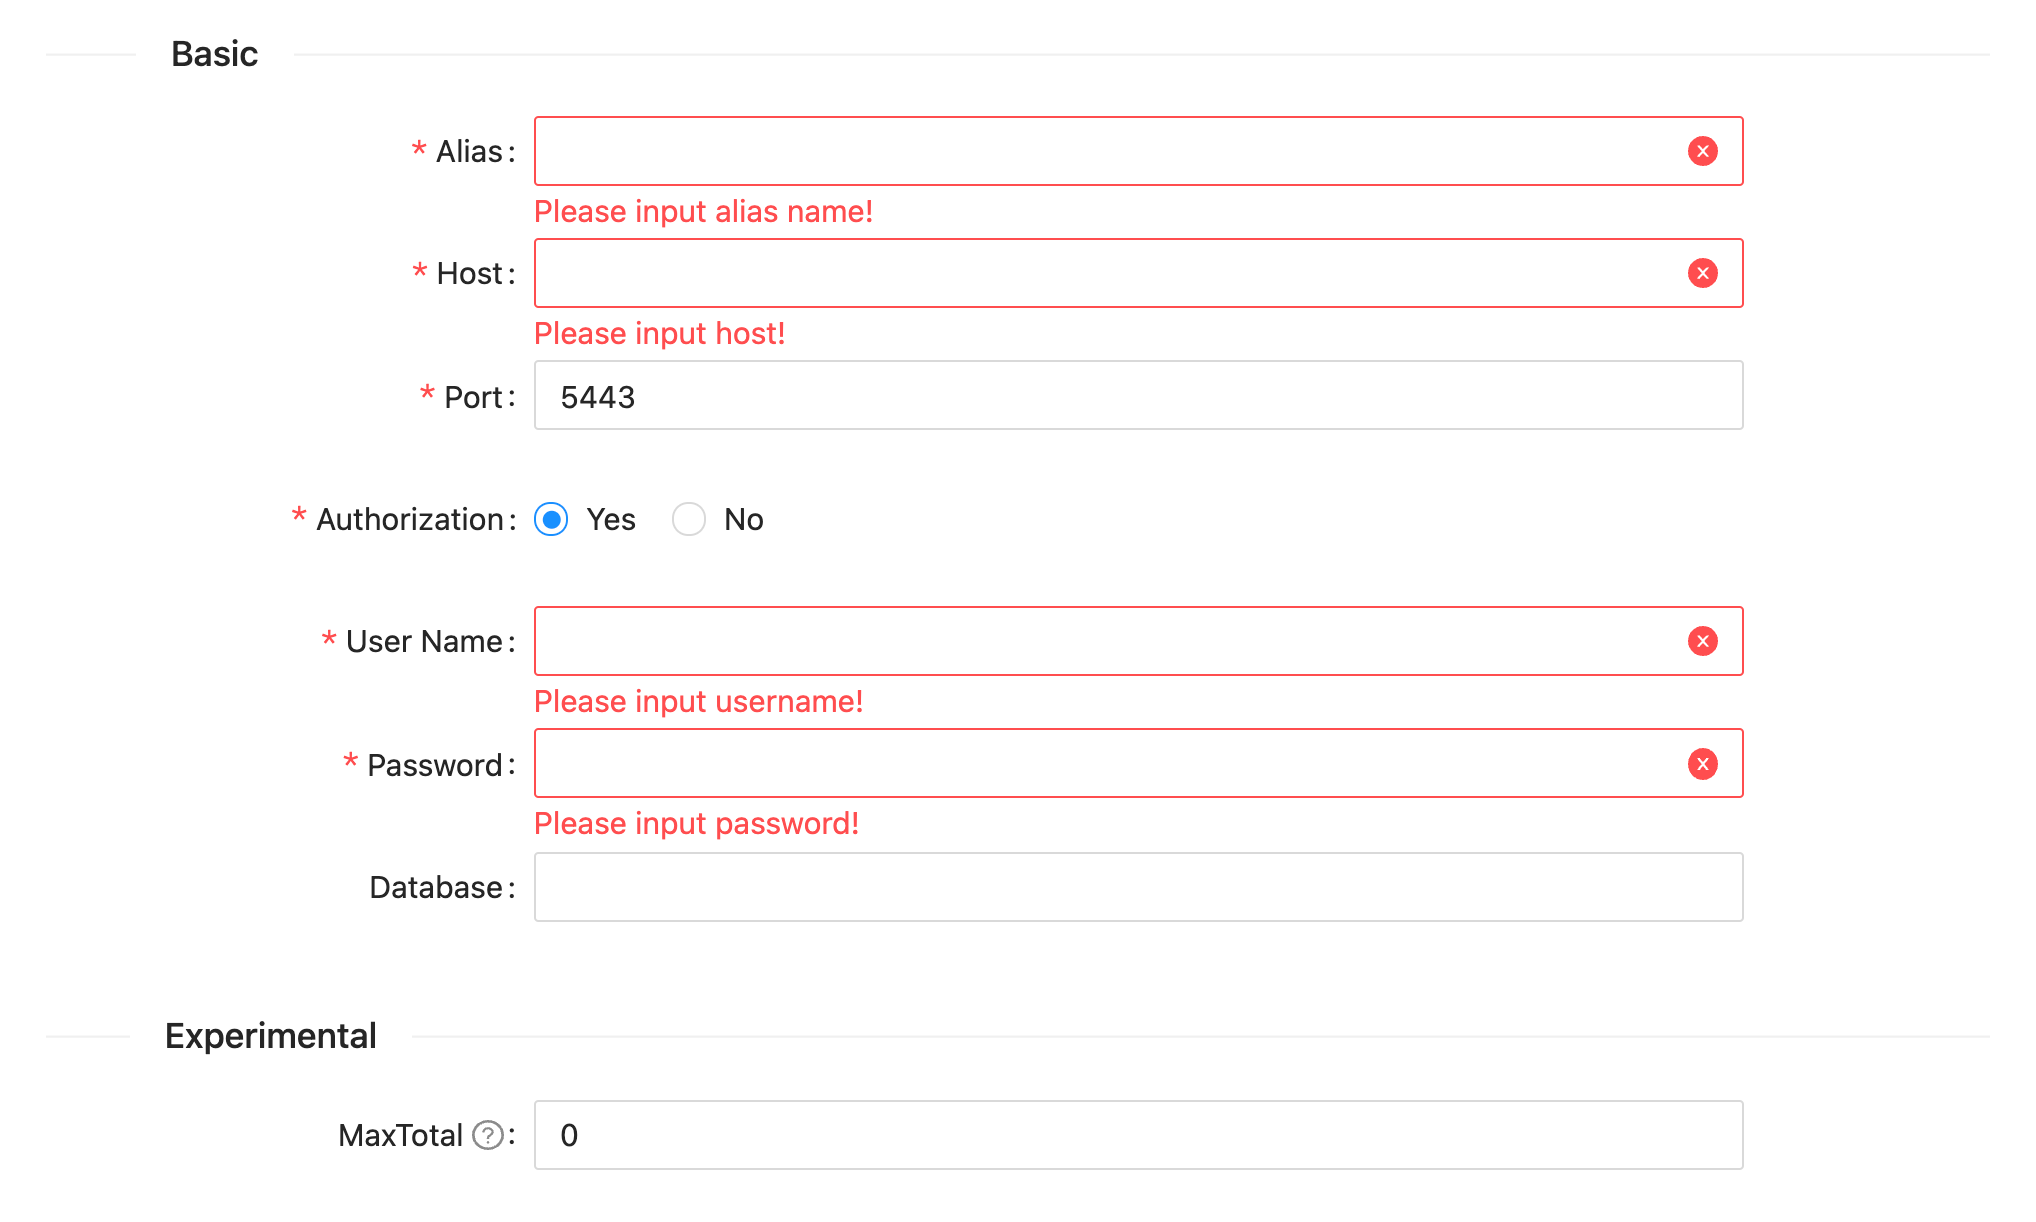 Basic
* Alias:
Please input alias name!
* Host:
Please input host!
* Port: 5443
* Authorization: Yes No
* User Name:
Please input username!
* Password:
Please input password!
Database:
Experimental
MaxTotal ?: 0